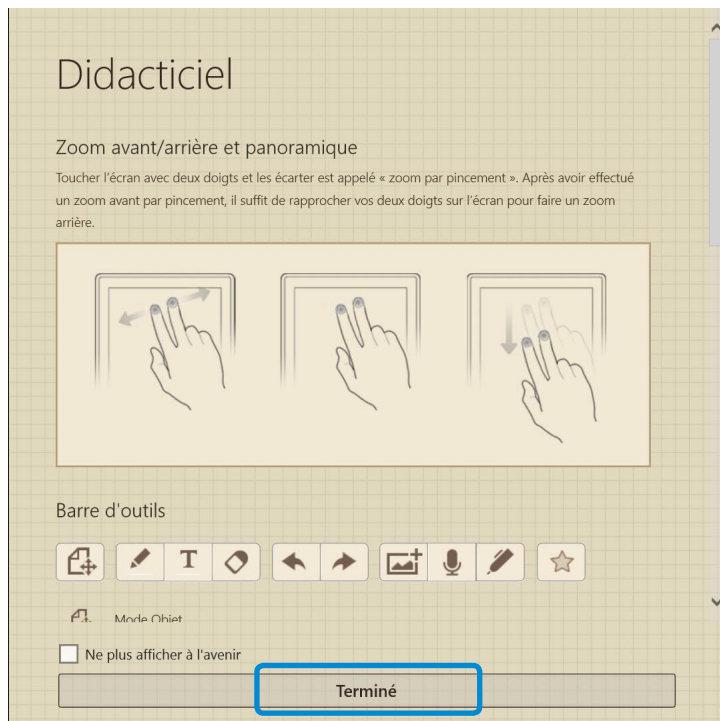 Didacticiel
Zoom avant/arrière et panoramique
Toucher l'écran avec deux doigts et les écarter est appelé « zoom par pincement ». Après avoir effectué
un zoom avant par pincement, il suffit de rapprocher vos deux doigts sur l'écran pour faire un zoom
arrière.
Barre d'outils
T
Mode Objet
Ne plus afficher à l'avenir
Terminé